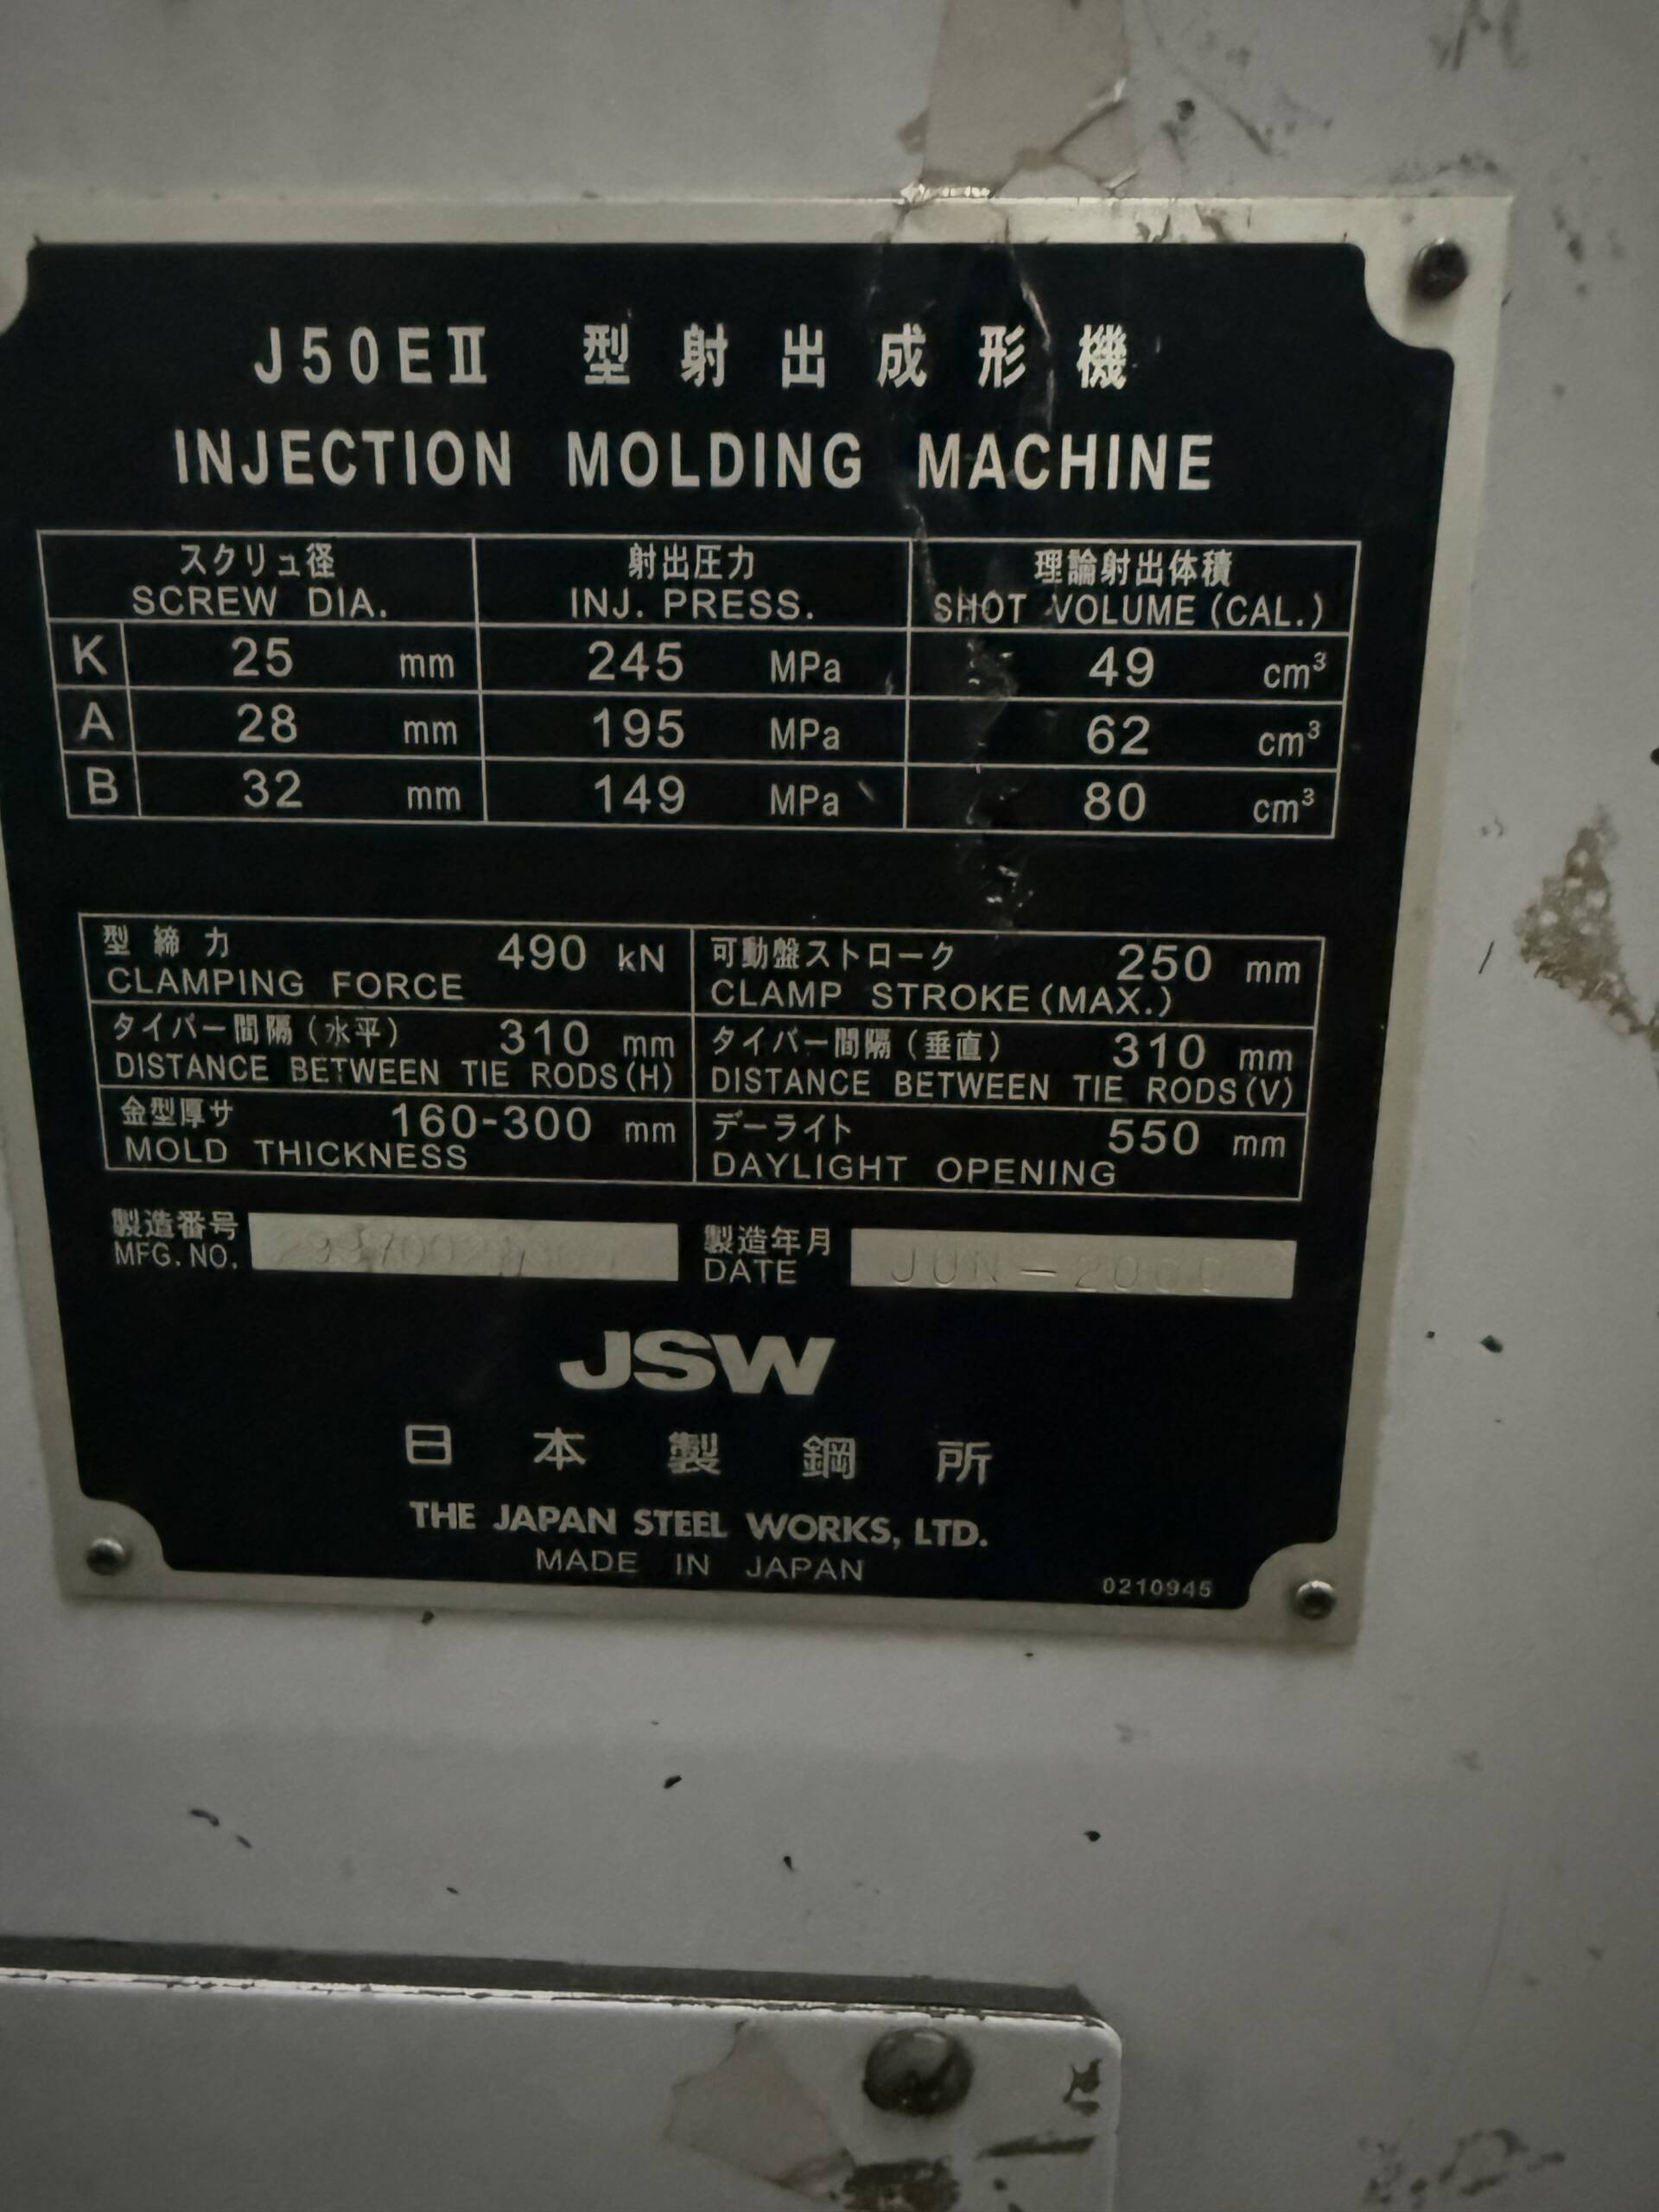 J50EⅡ 型射出成形機
INJECTION MOLDING MACHINE
スクリュ径 射出圧力 理論射出体積
SCREW DIA. INJ. PRESS. SHOT VOLUME (CAL.)
K 25 mm 245 MPa 49 cm³
A 28 mm 195 MPa 62 cm³
B 32 mm 149 MPa 80 cm³
型締力 490 kN 可動盤ストローク 250 mm
CLAMPING FORCE CLAMP STROKE (MAX.)
タイバー間隔(水平) 310 mm タイバー間隔(垂直) 310 mm
DISTANCE BETWEEN TIE RODS (H) DISTANCE BETWEEN TIE RODS (V)
金型厚サ 160-300 mm デーライト 550 mm
MOLD THICKNESS DAYLIGHT OPENING
製造番号 製造年月
MFG. NO. DATE JUN-2000
JSW
日本製鋼所
THE JAPAN STEEL WORKS, LTD.
MADE IN JAPAN
0210945